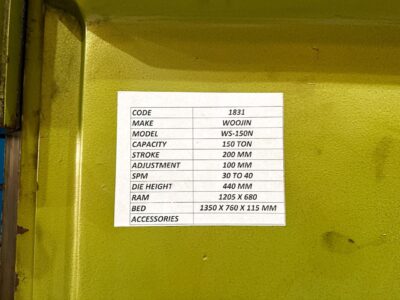 CODE 1831
MAKE WOOJIN
MODEL WS-150N
CAPACITY 150 TON
STROKE 200 MM
ADJUSTMENT 100 MM
SPM 30 TO 40
DIE HEIGHT 440 MM
RAM 1205 X 680
BED 1350 X 760 X 115 MM
ACCESSORIES